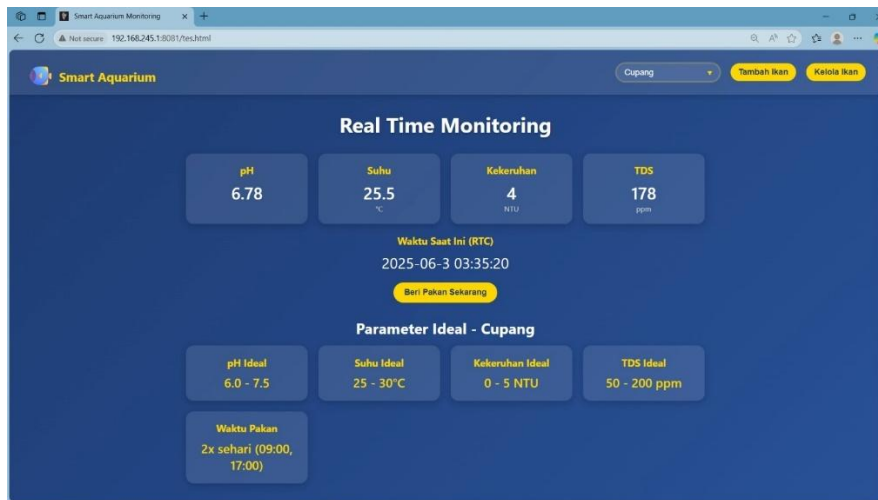 Smart Aquarium Monitoring
Not secure 192.168.245.1:8081/tes.html
Smart Aquarium
Cupang
Tambah Ikan
Kelola Ikan
Real Time Monitoring
pH
6.78
Suhu
25.5
°C
Kekeruhan
4
NTU
TDS
178
ppm
Waktu Saat Ini (RTC)
2025-06-3 03:35:20
Beri Pakan Sekarang
Parameter Ideal - Cupang
pH Ideal
6.0 - 7.5
Suhu Ideal
25 - 30°C
Kekeruhan Ideal
0 - 5 NTU
TDS Ideal
50 - 200 ppm
Waktu Pakan
2x sehari (09:00,
17:00)